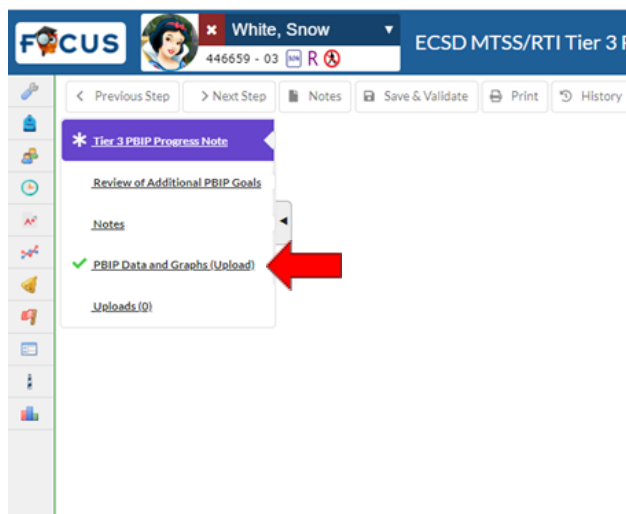 FOCUS
White, Snow
446659 - 03 504 R
ECSD MTSS/RTI Tier 3
Previous Step
Next Step
Notes
Save & Validate
Print
History
Tier 3 PBIP Progress Note
Review of Additional PBIP Goals
Notes
PBIP Data and Graphs (Upload)
Uploads (0)
A+